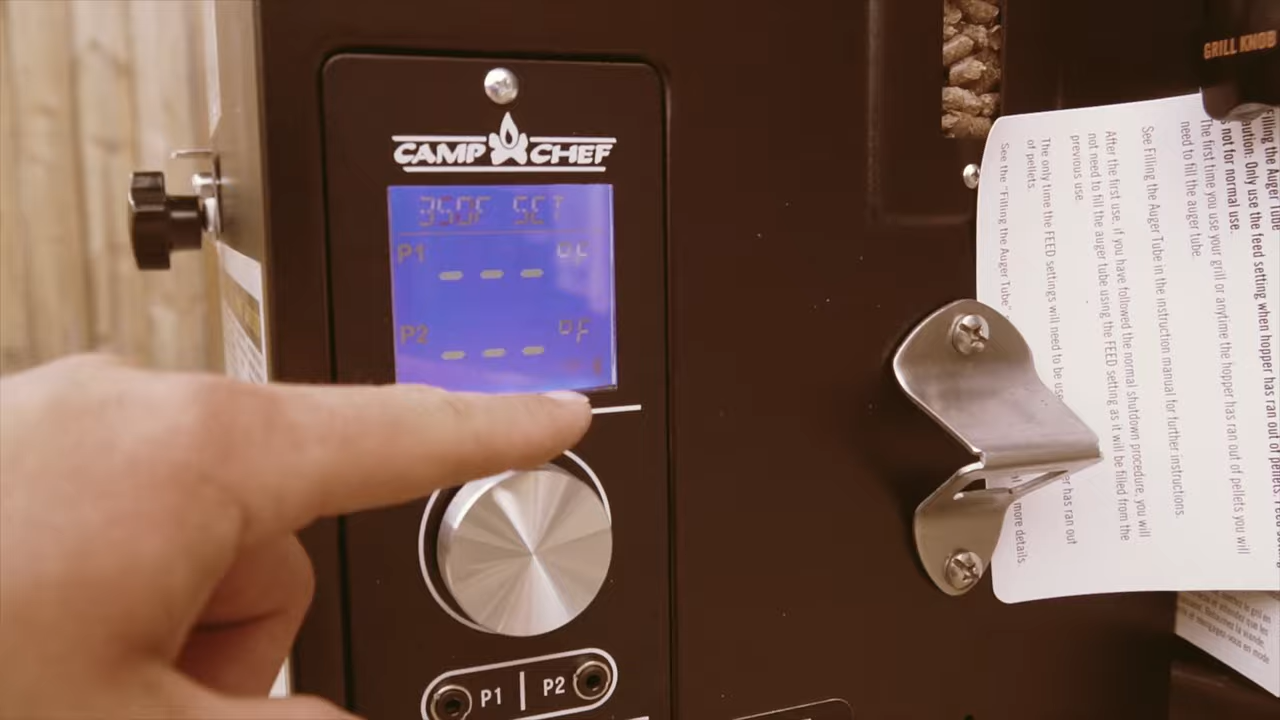 CAMP CHEF
350F SET
P1 - - - °F
P2 - - - °F
P1 | P2
GRILL KNOB
Filling the Auger Tube
Caution: Only use the feed setting when hopper has ran out of pellets. Feed
is not for normal use.
The first time you use your grill or anytime the hopper has ran out of pellets you will
need to fill the auger tube.
See Filling the Auger Tube in the instruction manual for further instructions.
After the first use, if you have followed the normal shutdown procedure, you will
not need to fill the auger tube using the FEED setting as it will be filled from the
previous use.
The only time the FEED settings will need to be used er has ran out
of pellets.
See the "Filling the Auger Tube" more details.